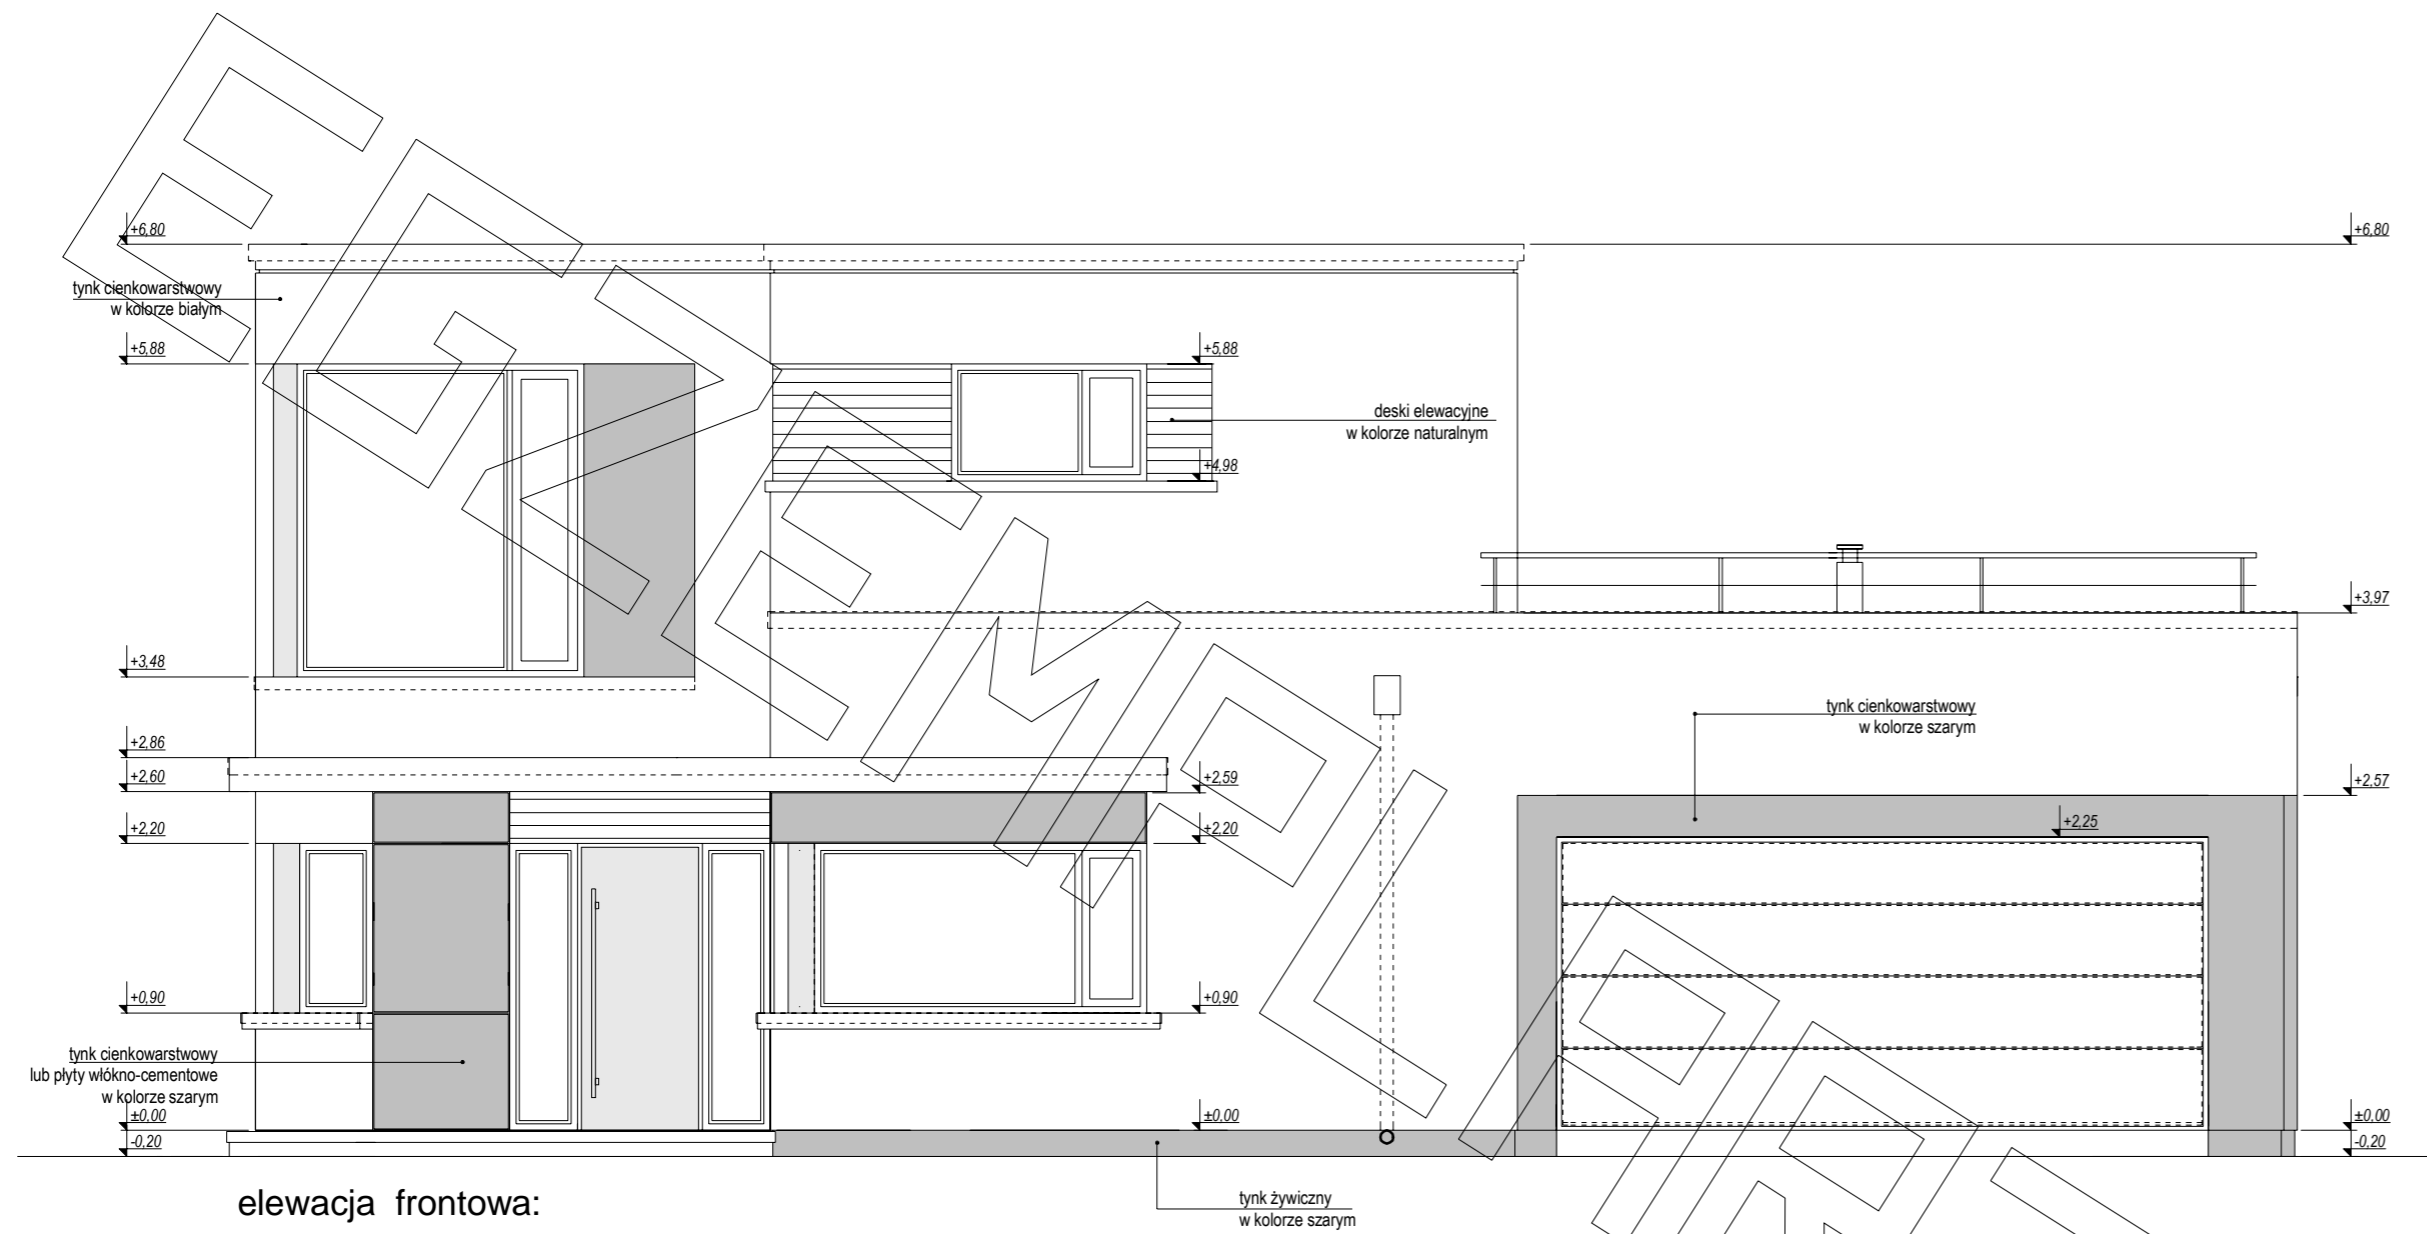 +6,80
+6,80
tynk cienkowarstwowy
w kolorze białym
+5,88
+5,88
deski elewacyjne
w kolorze naturalnym
+4,98
+3,97
+3,48
tynk cienkowarstwowy
w kolorze szarym
+2,86
+2,60
+2,59
+2,57
+2,20
+2,20
+2,25
+0,90
+0,90
tynk cienkowarstwowy
lub płyty włókno-cementowe
w kolorze szarym
±0,00
±0,00
±0,00
-0,20
-0,20
elewacja frontowa:
tynk żywiczny
w kolorze szarym